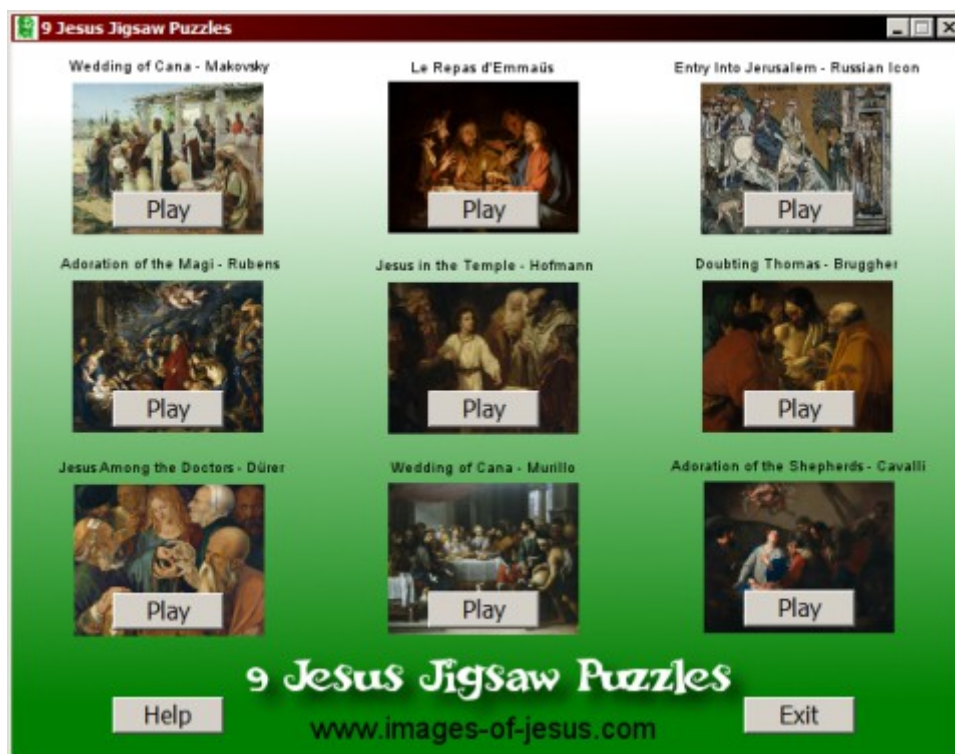 9 Jesus Jigsaw Puzzles
Wedding of Cana - Makovsky
Le Repas d'Emmaüs
Entry Into Jerusalem - Russian Icon
Play
Play
Play
Adoration of the Magi - Rubens
Jesus in the Temple - Hofmann
Doubting Thomas - Bruggher
Play
Play
Play
Jesus Among the Doctors - Dürer
Wedding of Cana - Murillo
Adoration of the Shepherds - Cavalli
Play
Play
Play
9 Jesus Jigsaw Puzzles
Help
www.images-of-jesus.com
Exit